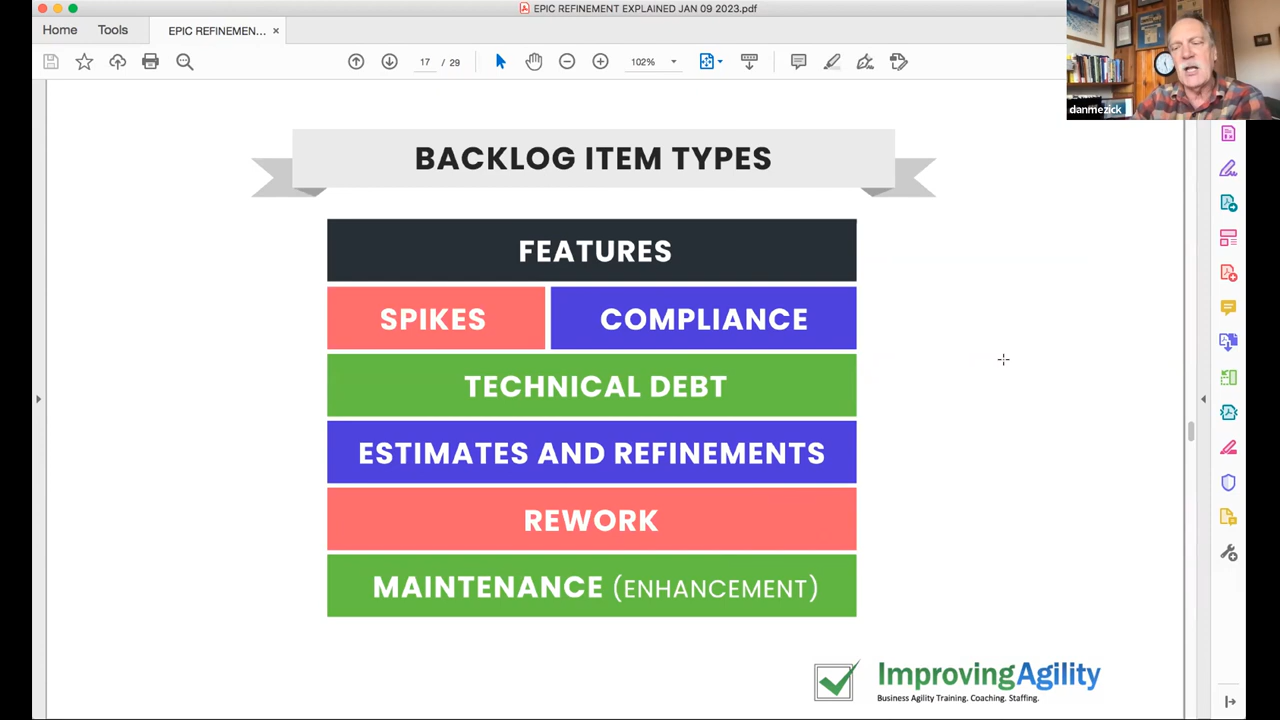 EPIC REFINEMENT EXPLAINED JAN 09 2023.pdf
Home Tools EPIC REFINEMEN... ×
17 / 29 102%
danmezick
BACKLOG ITEM TYPES
FEATURES
SPIKES COMPLIANCE
TECHNICAL DEBT
ESTIMATES AND REFINEMENTS
REWORK
MAINTENANCE (ENHANCEMENT)
ImprovingAgility
Business Agility Training. Coaching. Staffing.